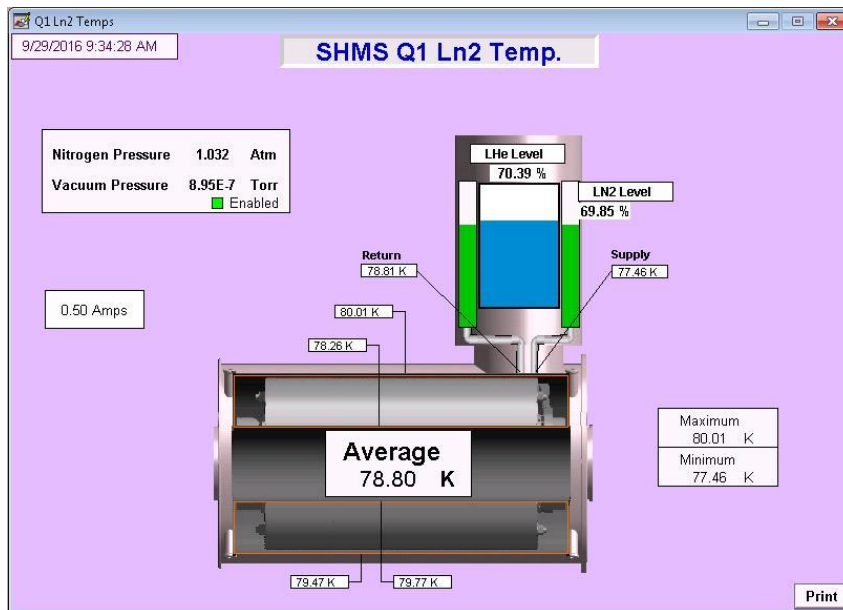 Q1 Ln2 Temps
9/29/2016 9:34:28 AM
SHMS Q1 Ln2 Temp.
Nitrogen Pressure 1.032 Atm
Vacuum Pressure 8.95E-7 Torr
Enabled
LHe Level
70.39 %
LN2 Level
69.85 %
Return
78.81 K
Supply
77.46 K
0.50 Amps
80.01 K
78.26 K
Average
78.80 K
Maximum
80.01 K
Minimum
77.46 K
79.47 K
79.77 K
Print